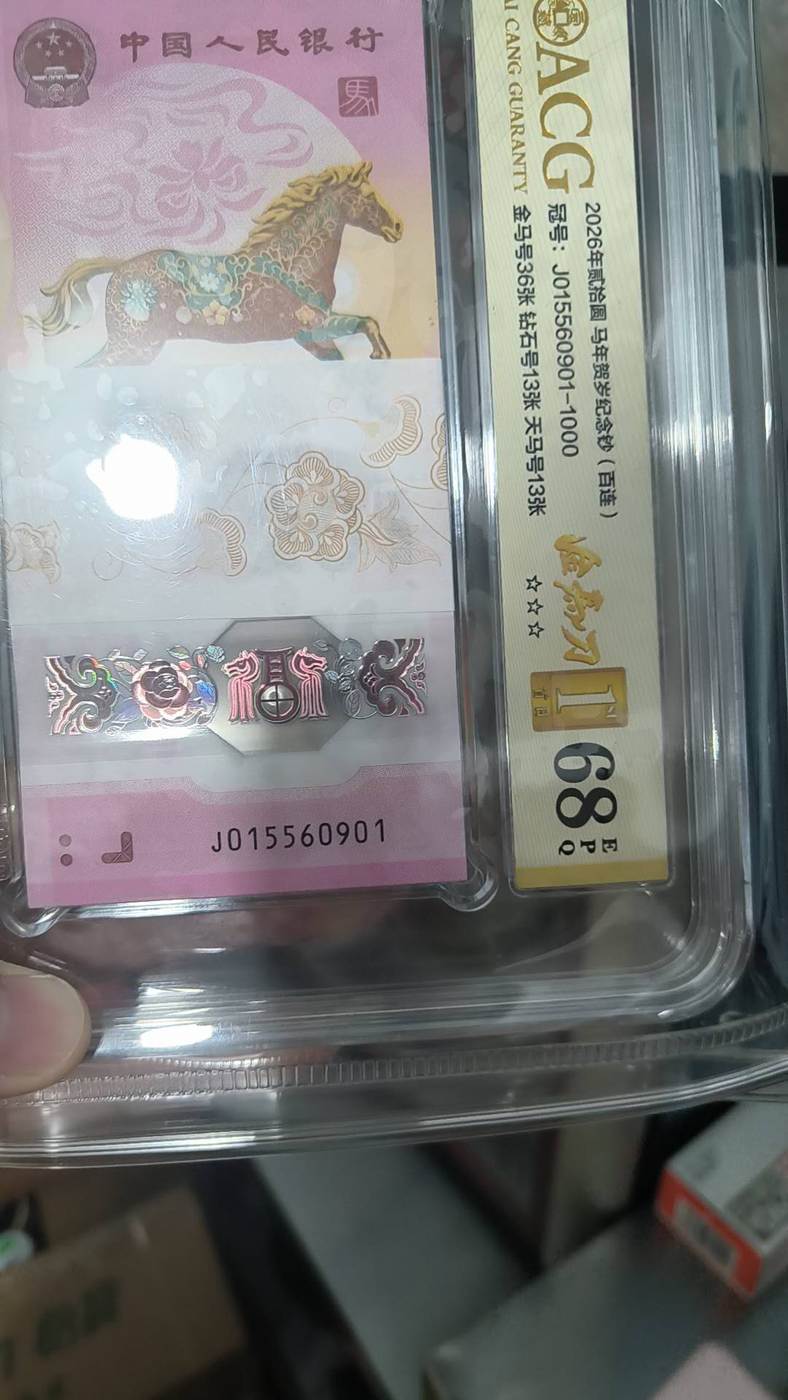 中国人民银行
馬
J015560901
ACG
AI CANG GUARANTY
2026年贰拾圆 马年贺岁纪念钞（百连）
冠号：J015560901-1000
金马号36张 钻石号13张 天马号13张
☆☆☆
68
EPQ